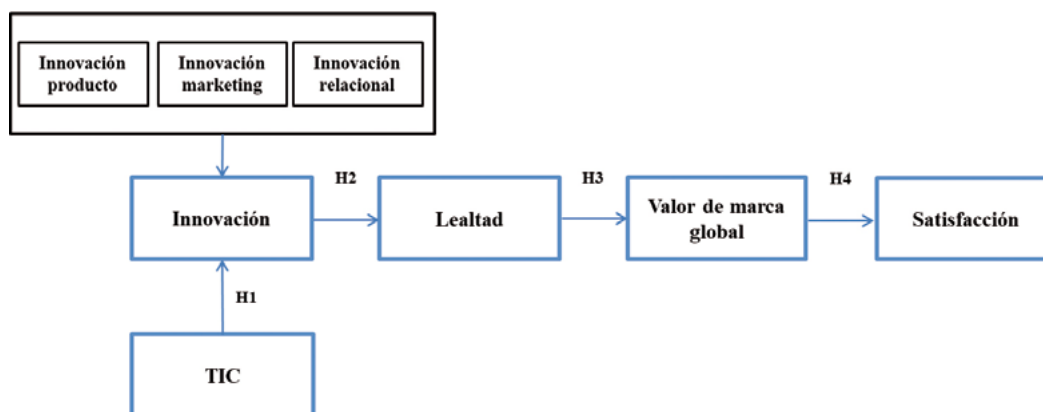 Innovación
producto
Innovación
marketing
Innovación
relacional
H2
H3
H4
Innovación
Lealtad
Valor de marca
global
Satisfacción
H1
TIC